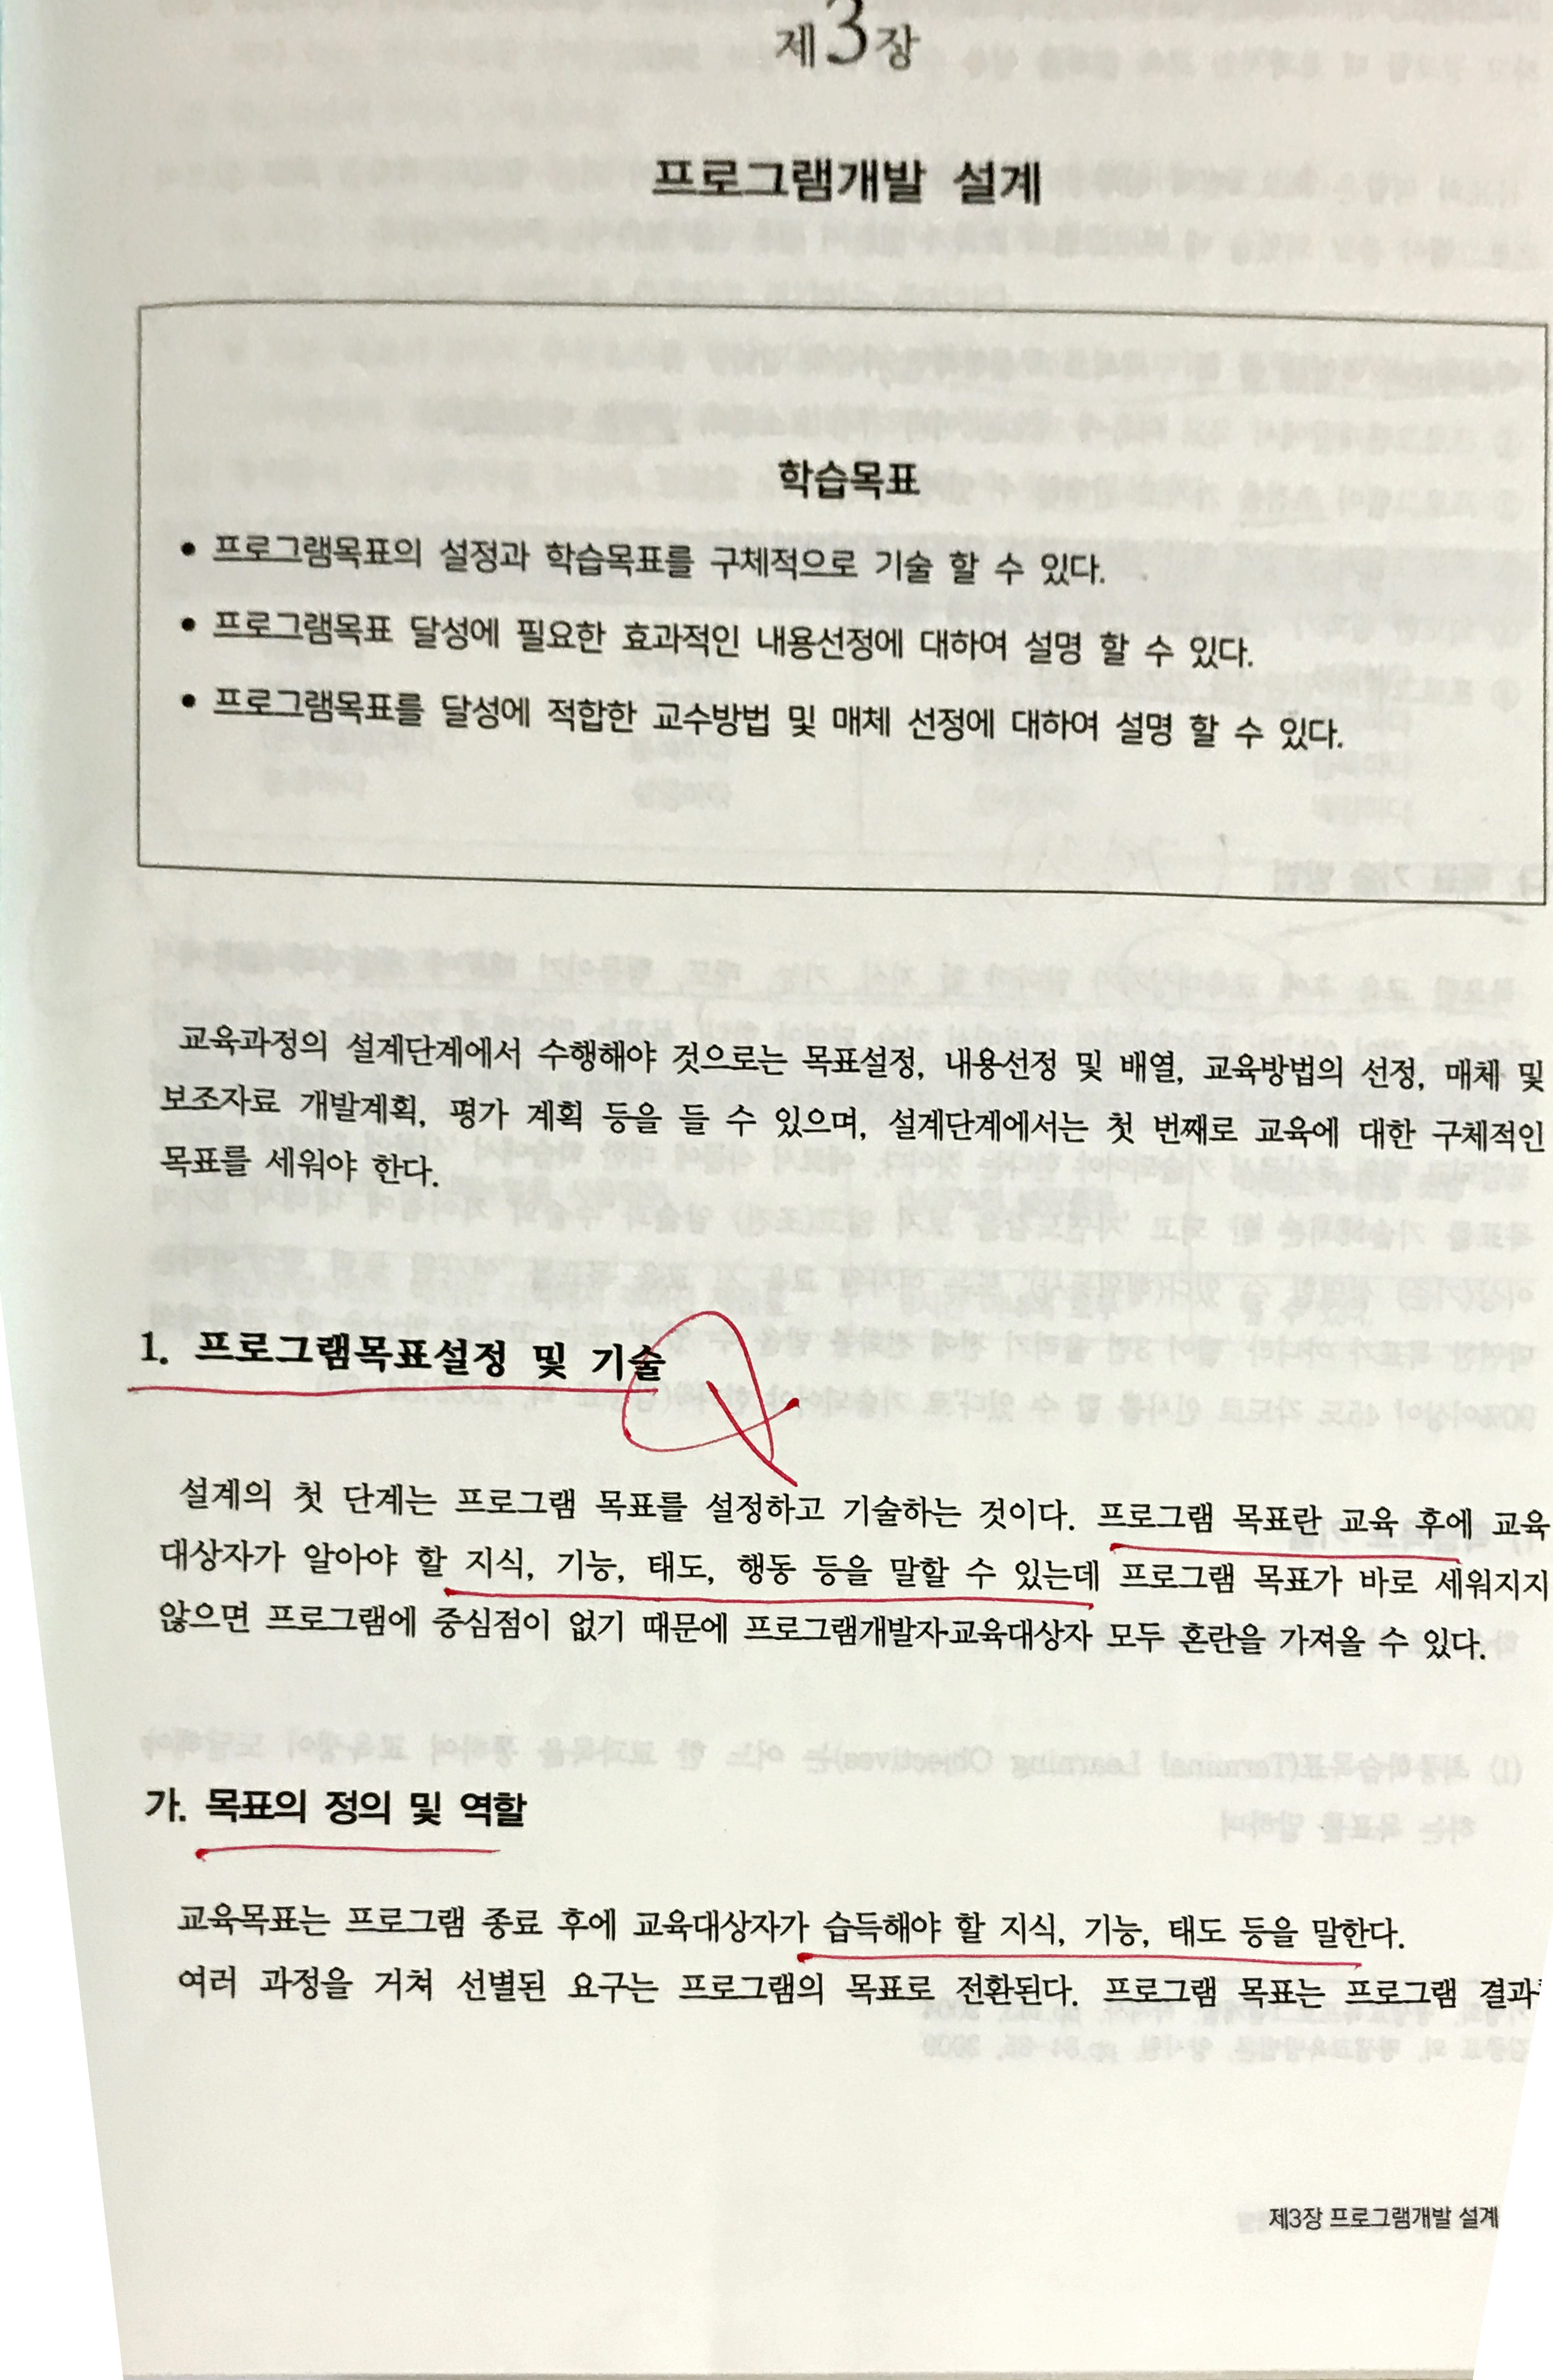 제3장
프로그램개발 설계
학습목표
• 프로그램목표의 설정과 학습목표를 구체적으로 기술 할 수 있다.
• 프로그램목표 달성에 필요한 효과적인 내용선정에 대하여 설명 할 수 있다.
• 프로그램목표를 달성에 적합한 교수방법 및 매체 선정에 대하여 설명 할 수 있다.
교육과정의 설계단계에서 수행해야 것으로는 목표설정, 내용선정 및 배열, 교육방법의 선정, 매체 및
보조자료 개발계획, 평가 계획 등을 들 수 있으며, 설계단계에서는 첫 번째로 교육에 대한 구체적인
목표를 세워야 한다.
1. 프로그램목표설정 및 기술
설계의 첫 단계는 프로그램 목표를 설정하고 기술하는 것이다. 프로그램 목표란 교육 후에 교육
대상자가 알아야 할 지식, 기능, 태도, 행동 등을 말할 수 있는데 프로그램 목표가 바로 세워지지
않으면 프로그램에 중심점이 없기 때문에 프로그램개발자·교육대상자 모두 혼란을 가져올 수 있다.
가. 목표의 정의 및 역할
교육목표는 프로그램 종료 후에 교육대상자가 습득해야 할 지식, 기능, 태도 등을 말한다.
여러 과정을 거쳐 선별된 요구는 프로그램의 목표로 전환된다. 프로그램 목표는 프로그램 결과
제3장 프로그램개발 설계